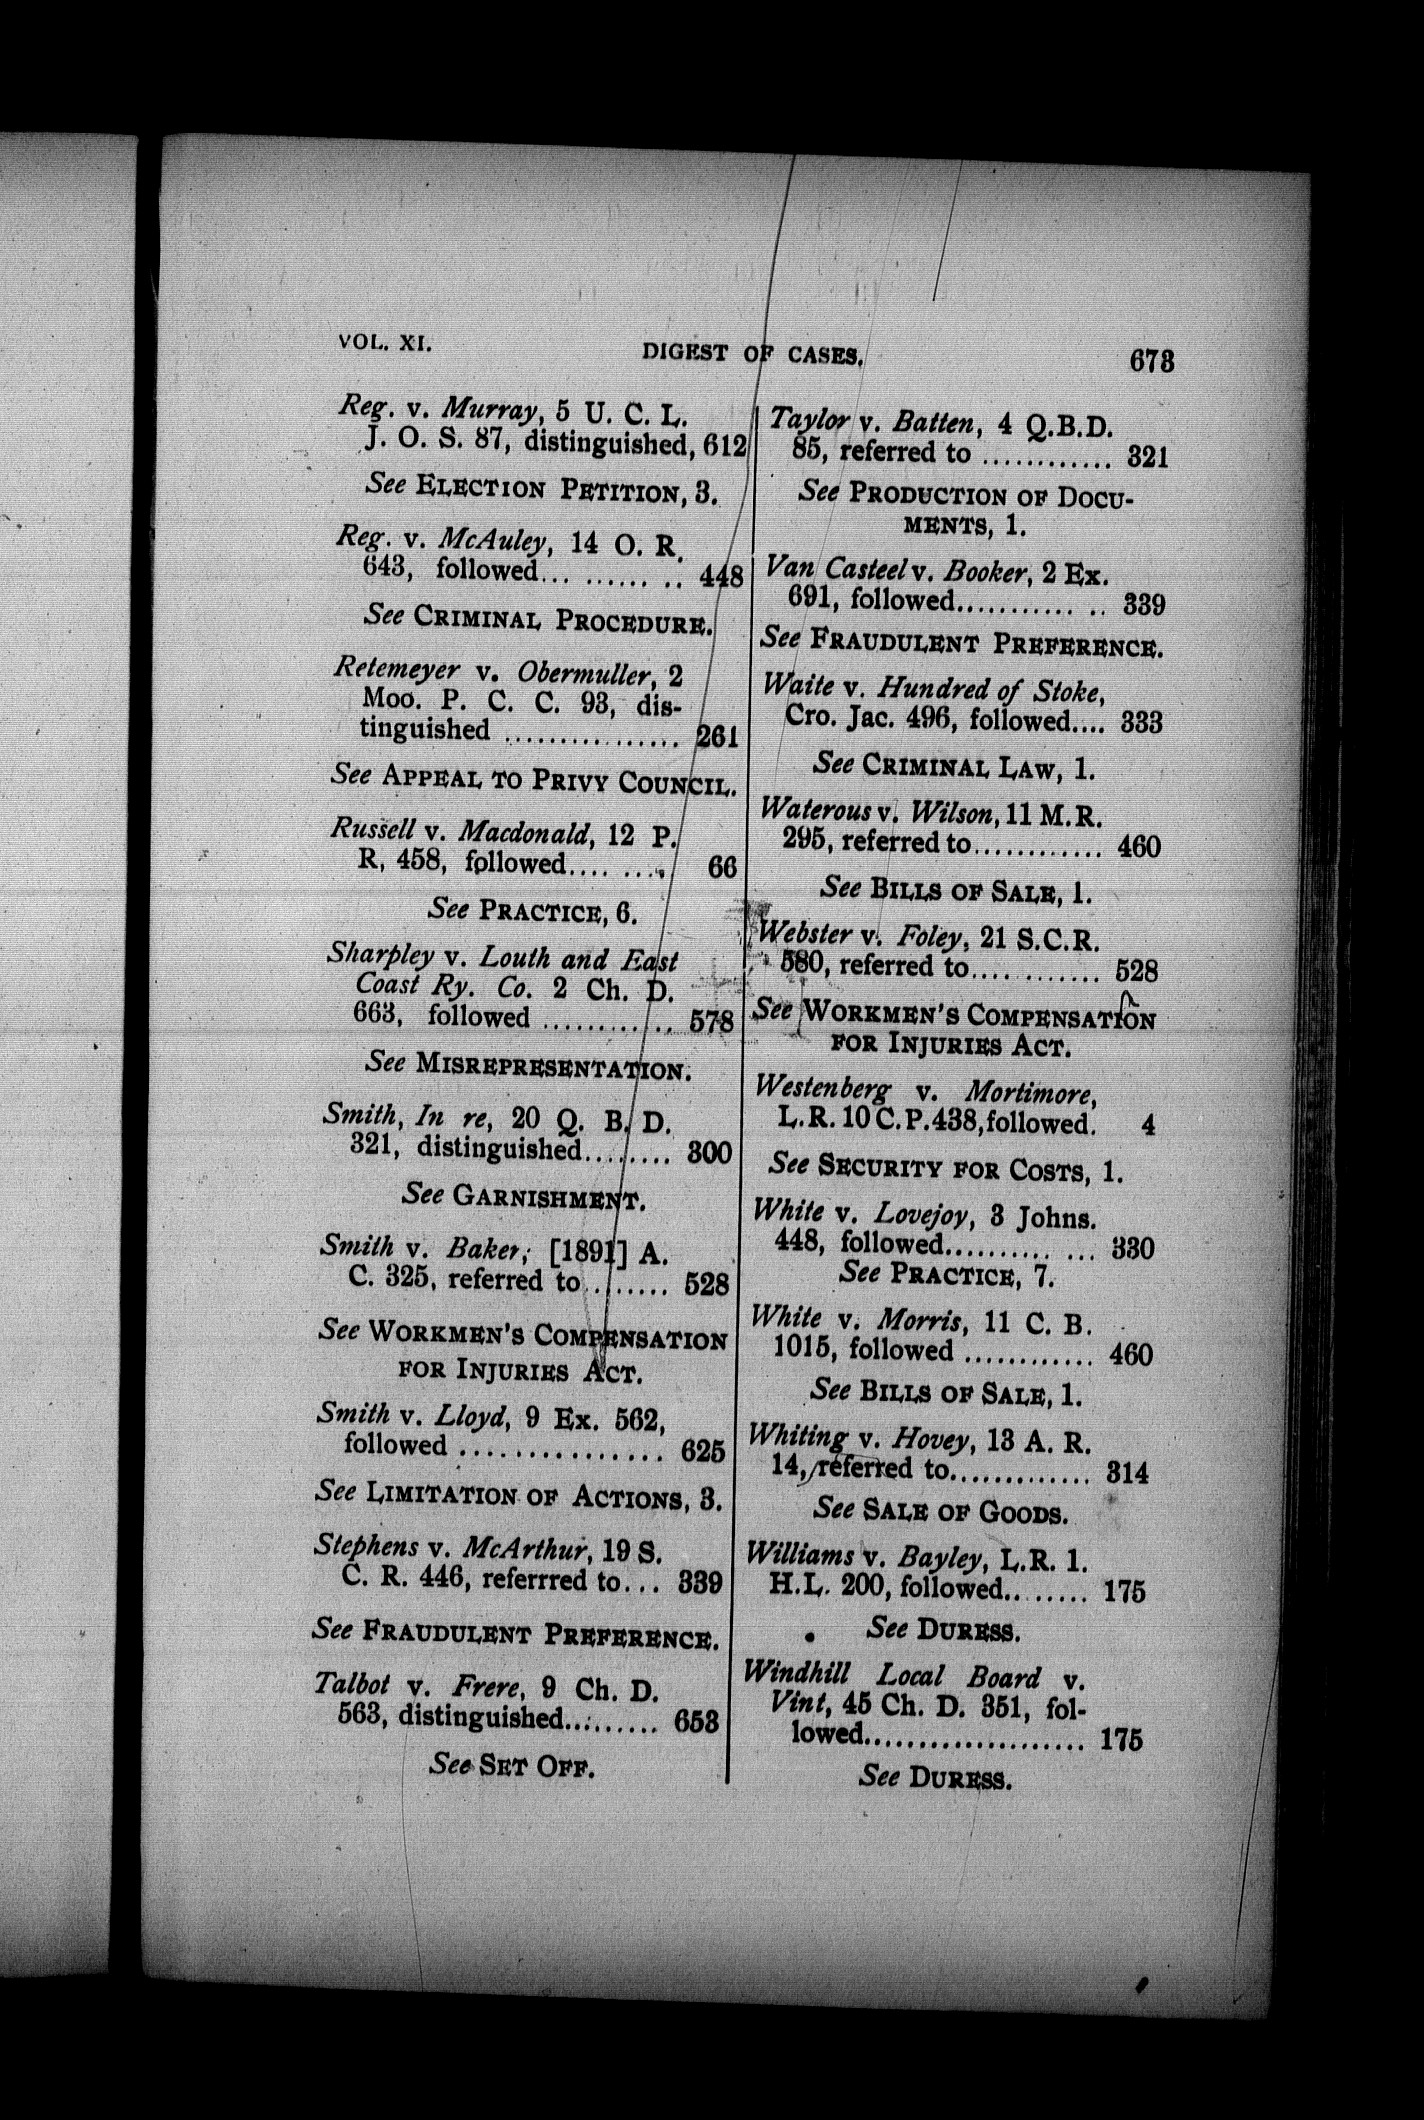 VOL. XI. DIGEST OF CASES. 673
Reg. v. Murray, 5 U. C. L.
J. O. S. 87, distinguished, 612
See ELECTION PETITION, 3.
Reg. v. McAuley, 14 O. R.
643, followed... ...... .. 448
See CRIMINAL PROCEDURE.
Retemeyer v. Obermuller, 2
Moo. P. C. C. 93, dis-
tinguished ................ 261
See APPEAL TO PRIVY COUNCIL.
Russell v. Macdonald, 12 P.
R, 458, followed.... .... 66
See PRACTICE, 6.
Sharpley v. Louth and East
Coast Ry. Co. 2 Ch. D.
663, followed ............ 578
See MISREPRESENTATION.
Smith, In re, 20 Q. B. D.
321, distinguished........ 300
See GARNISHMENT.
Smith v. Baker, [1891] A.
C. 325, referred to........ 528
See WORKMEN'S COMPENSATION
FOR INJURIES ACT.
Smith v. Lloyd, 9 Ex. 562,
followed ................ 625
See LIMITATION OF ACTIONS, 3.
Stephens v. McArthur, 19 S.
C. R. 446, referrred to... 339
See FRAUDULENT PREFERENCE.
Talbot v. Frere, 9 Ch. D.
563, distinguished......... 653
See SET OFF.
Taylor v. Batten, 4 Q.B.D.
85, referred to ............ 321
See PRODUCTION OF DOCU-
MENTS, 1.
Van Casteel v. Booker, 2 Ex.
691, followed........... .. 339
See FRAUDULENT PREFERENCE.
Waite v. Hundred of Stoke,
Cro. Jac. 496, followed.... 333
See CRIMINAL LAW, 1.
Waterous v. Wilson, 11 M.R.
295, referred to............ 460
See BILLS OF SALE, 1.
Webster v. Foley, 21 S.C.R.
580, referred to............ 528
See WORKMEN'S COMPENSATION
FOR INJURIES ACT.
Westenberg v. Mortimore,
L.R. 10 C.P. 438, followed. 4
See SECURITY FOR COSTS, 1.
White v. Lovejoy, 3 Johns.
448, followed.......... ... 330
See PRACTICE, 7.
White v. Morris, 11 C. B.
1015, followed ............ 460
See BILLS OF SALE, 1.
Whiting v. Hovey, 13 A. R.
14, referred to............. 314
See SALE OF GOODS.
Williams v. Bayley, L.R. 1.
H.L. 200, followed........ 175
See DURESS.
Windhill Local Board v.
Vint, 45 Ch. D. 351, fol-
lowed.................... 175
See DURESS.